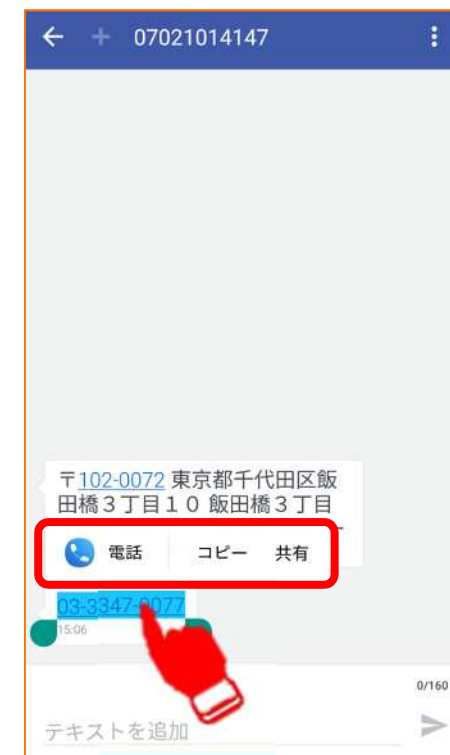 07021014147
〒102-0072 東京都千代田区飯
田橋３丁目１０ 飯田橋３丁目
電話 コピー 共有
03-3347-0077
15:06
0/160
テキストを追加